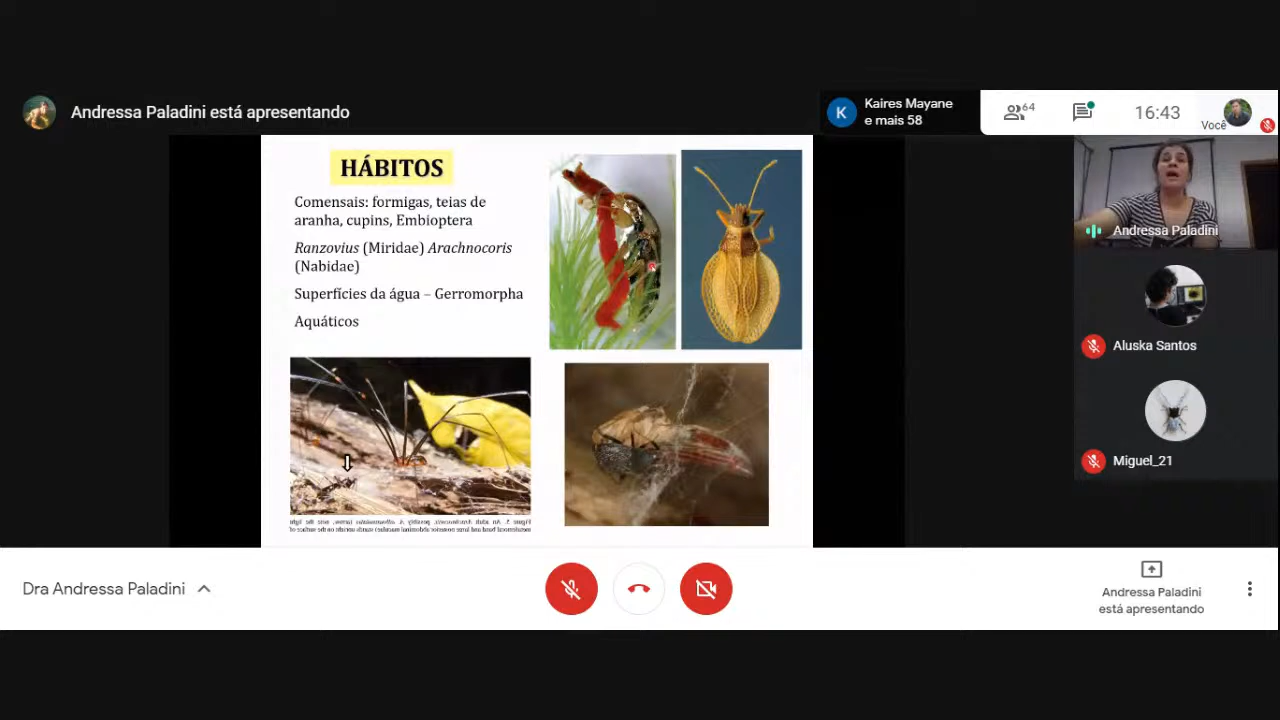 Andressa Paladini está apresentando
K
Kaires Mayane
e mais 58
64
16:43
Você
HÁBITOS
Comensais: formigas, teias de
aranha, cupins, Embioptera
Ranzovius (Miridae) Arachnocoris
(Nabidae)
Superfícies da água – Gerromorpha
Aquáticos
Andressa Paladini
Aluska Santos
Miguel_21
Dra Andressa Paladini
Andressa Paladini
está apresentando